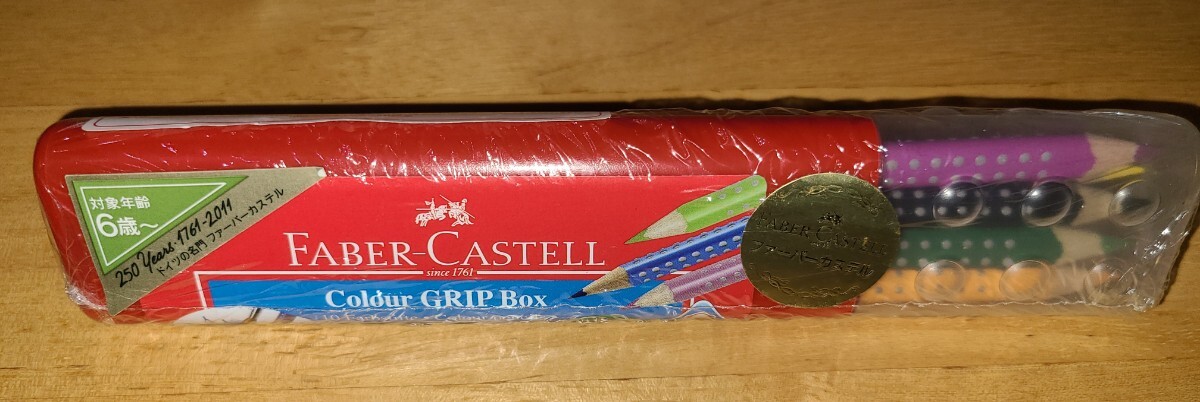 対象年齢
6歳~
250 Years・1761-2011
ドイツの名門 ファーバーカステル
FABER-CASTELL
since 1761
Colour GRIP Box
FABER-CASTELL
ファーバーカステル